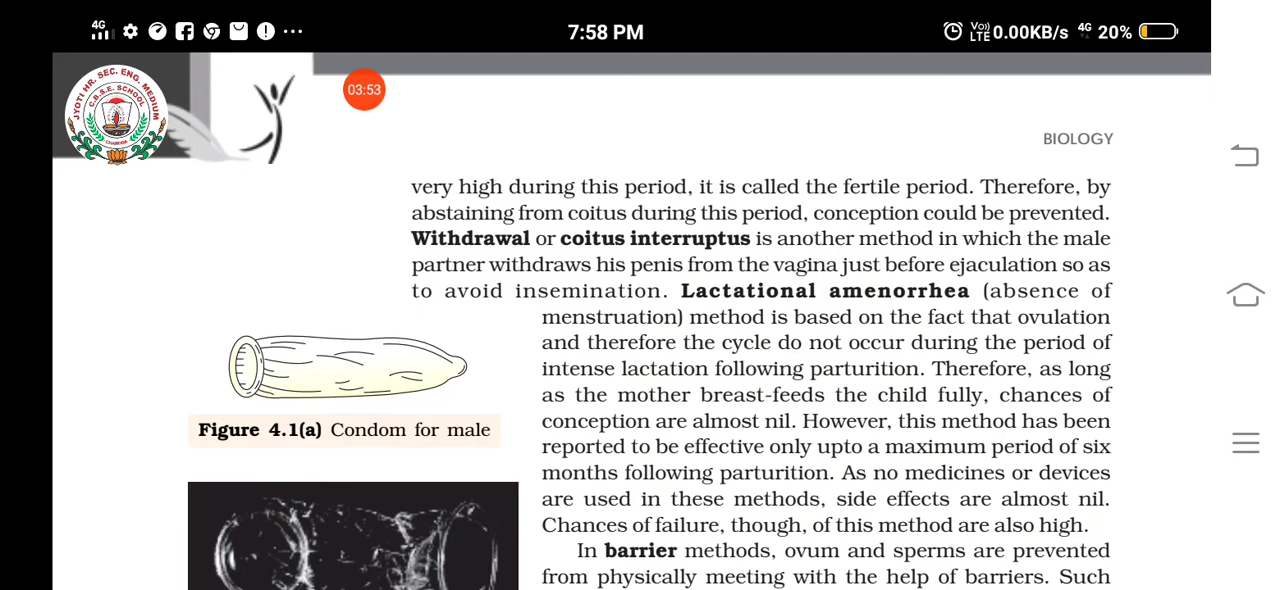 4G
7:58 PM
Vo)) LTE 0.00KB/s 4G 20%
JYOTI HR. SEC. ENG. MEDIUM
C.B.S.E. SCHOOL
03:53
BIOLOGY
very high during this period, it is called the fertile period. Therefore, by
abstaining from coitus during this period, conception could be prevented.
Withdrawal or coitus interruptus is another method in which the male
partner withdraws his penis from the vagina just before ejaculation so as
to avoid insemination. Lactational amenorrhea (absence of
menstruation) method is based on the fact that ovulation
and therefore the cycle do not occur during the period of
intense lactation following parturition. Therefore, as long
as the mother breast-feeds the child fully, chances of
conception are almost nil. However, this method has been
reported to be effective only upto a maximum period of six
months following parturition. As no medicines or devices
are used in these methods, side effects are almost nil.
Chances of failure, though, of this method are also high.
In barrier methods, ovum and sperms are prevented
from physically meeting with the help of barriers. Such
Figure 4.1(a) Condom for male